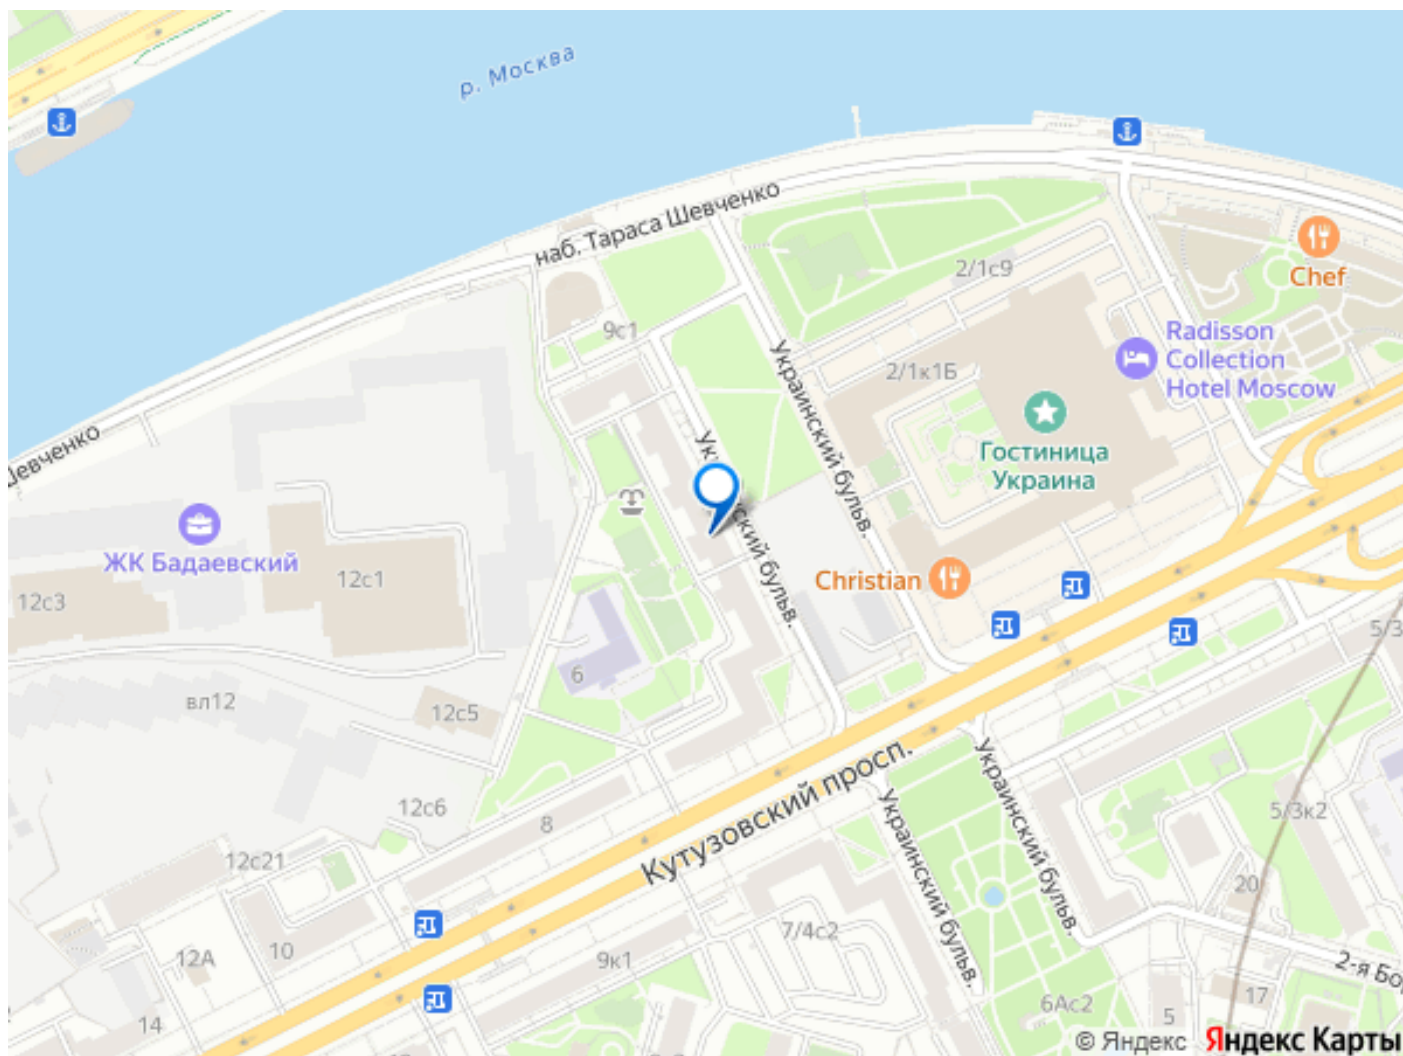 р. Москва
наб. Тараса Шевченко
2/1с9
Chef
9с1
Украинский бульв.
2/1к1Б
Radisson
Collection
Hotel Moscow
Шевченко
Гостиница
Украина
ЖК Бадаевский
12с1
12с3
Christian
бульв.
5/3
6
вл12
12с5
Кутузовский просп.
Украинский бульв.
Украинский бульв.
12с6
8
5/3к2
12с21
20
7/4с2
12А
10
9к1
2-я Бо
17
6Ас2
5
14
© Яндекс
Яндекс Карты